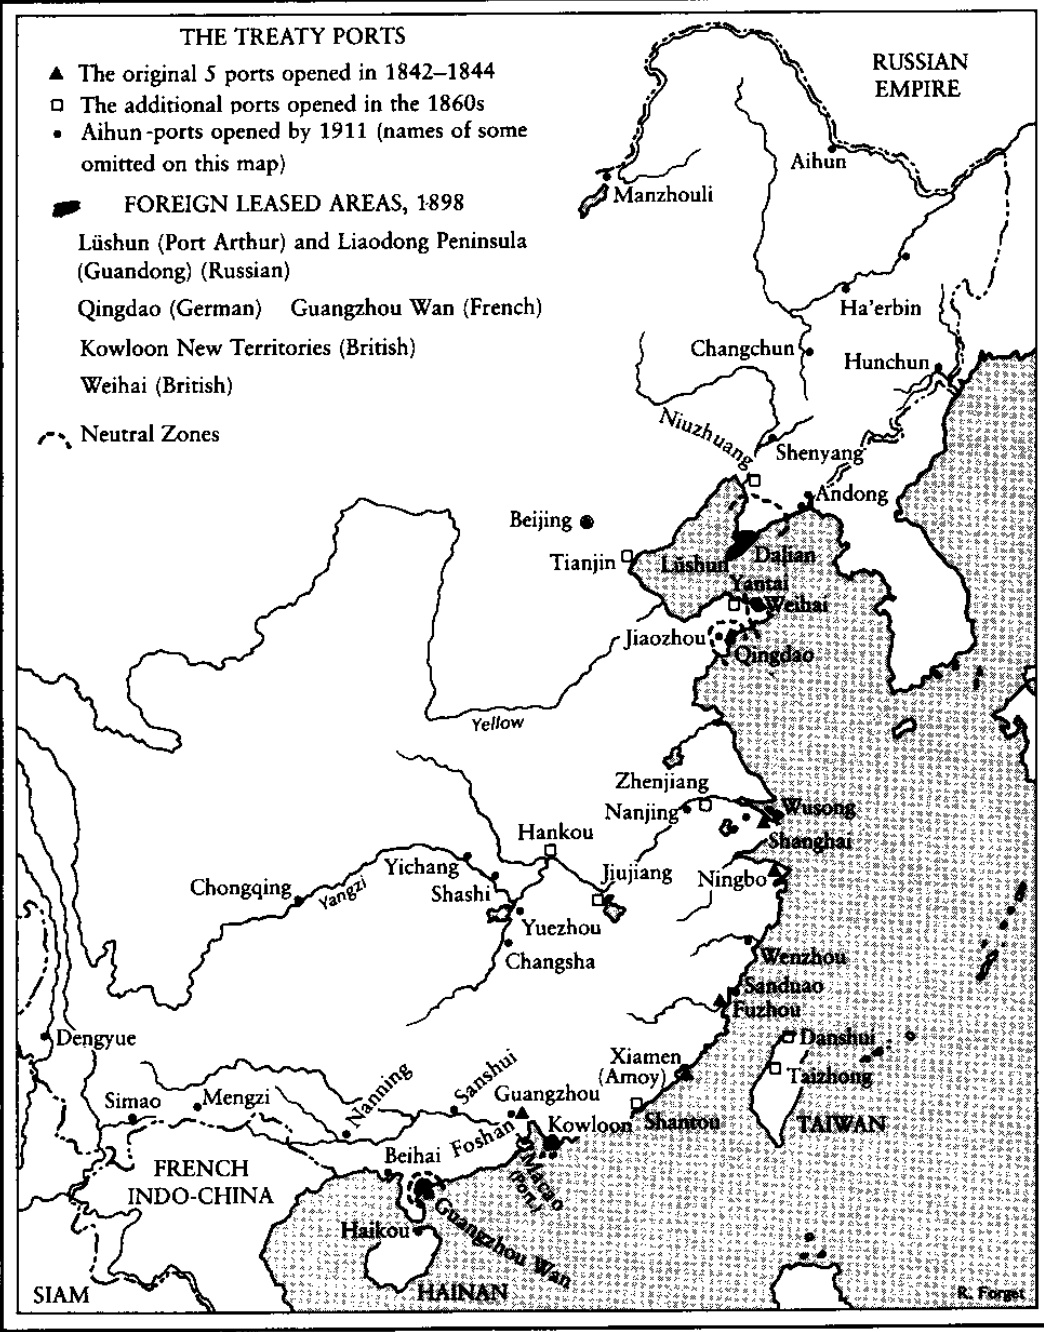 THE TREATY PORTS
The original 5 ports opened in 1842–1844
The additional ports opened in the 1860s
Aihun-ports opened by 1911 (names of some
omitted on this map)
FOREIGN LEASED AREAS, 1898
Lüshun (Port Arthur) and Liaodong Peninsula
(Guandong) (Russian)
Qingdao (German) Guangzhou Wan (French)
Kowloon New Territories (British)
Weihai (British)
Neutral Zones
RUSSIAN
EMPIRE
Aihun
Manzhouli
Ha'erbin
Changchun
Hunchun
Niuzhuang
Shenyang
Andong
Beijing
Tianjin
Lüshun
Dalian
Yantai
Weihai
Jiaozhou
Qingdao
Yellow
Zhenjiang
Nanjing
Wusong
Shanghai
Hankou
Yichang
Jiujiang
Ningbo
Chongqing
Yangzi
Shashi
Yuezhou
Changsha
Wenzhou
Sanduao
Fuzhou
Dengyue
Danshui
Xiamen
(Amoy)
Taizhong
Simao
Mengzi
Nanning
Sanshui
Guangzhou
Foshan
Kowloon
Shantou
TAIWAN
Macao
(Port.)
Beihai
FRENCH
INDO-CHINA
Guangzhou Wan
Haikou
HAINAN
SIAM
R. Forget